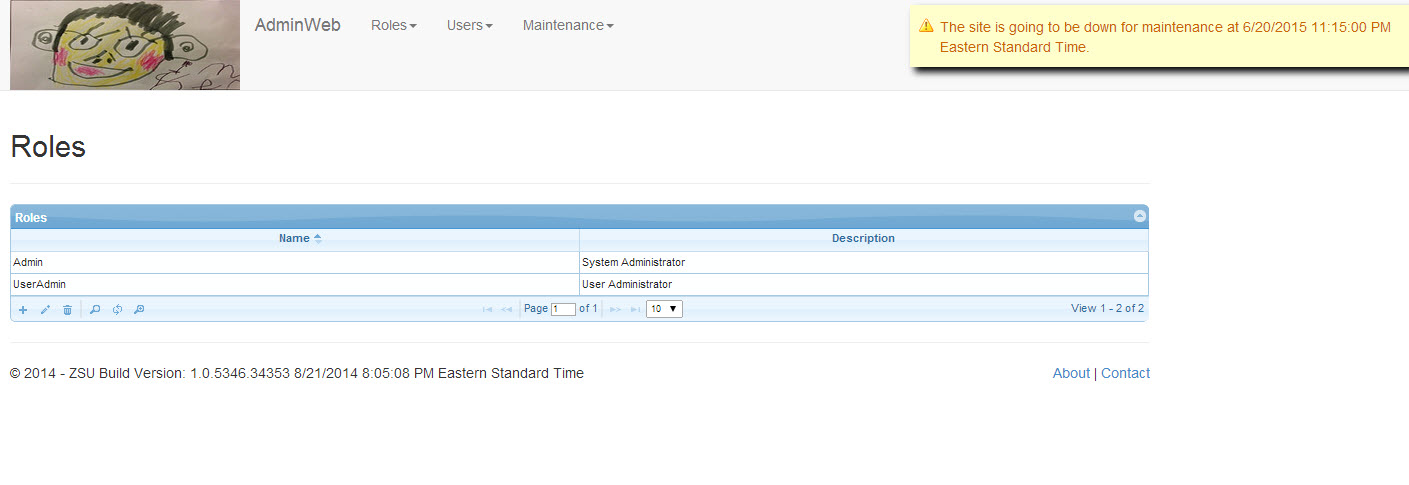 AdminWeb Roles Users Maintenance
The site is going to be down for maintenance at 6/20/2015 11:15:00 PM
Eastern Standard Time.
Roles
Roles
Name Description
Admin System Administrator
UserAdmin User Administrator
Page 1 of 1 10 View 1 - 2 of 2
© 2014 - ZSU Build Version: 1.0.5346.34353 8/21/2014 8:05:08 PM Eastern Standard Time About | Contact